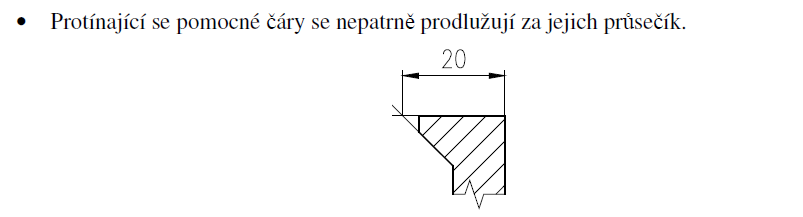 • Protínající se pomocné čáry se nepatrně prodlužují za jejich průsečík.
20